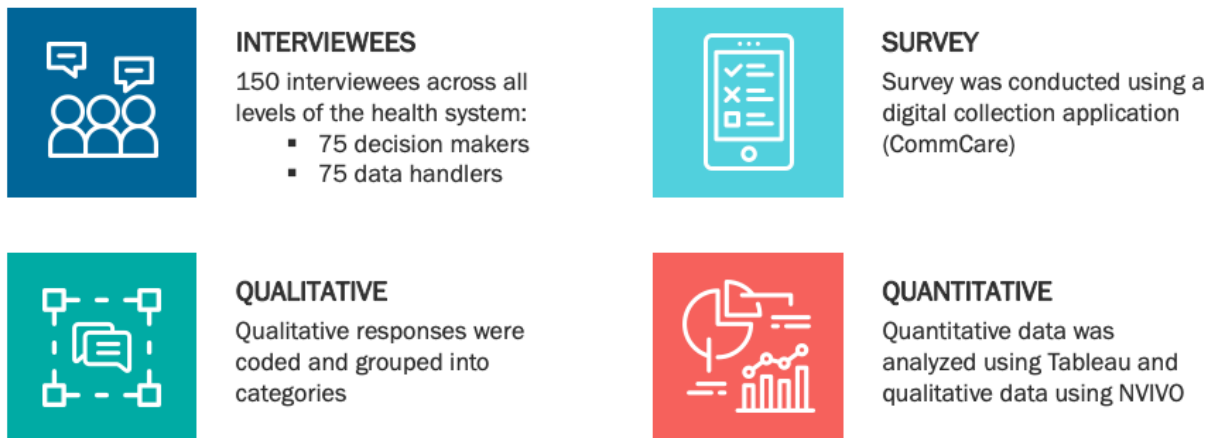 INTERVIEWEES
150 interviewees across all
levels of the health system:
▪ 75 decision makers
▪ 75 data handlers
SURVEY
Survey was conducted using a
digital collection application
(CommCare)
QUALITATIVE
Qualitative responses were
coded and grouped into
categories
QUANTITATIVE
Quantitative data was
analyzed using Tableau and
qualitative data using NVIVO